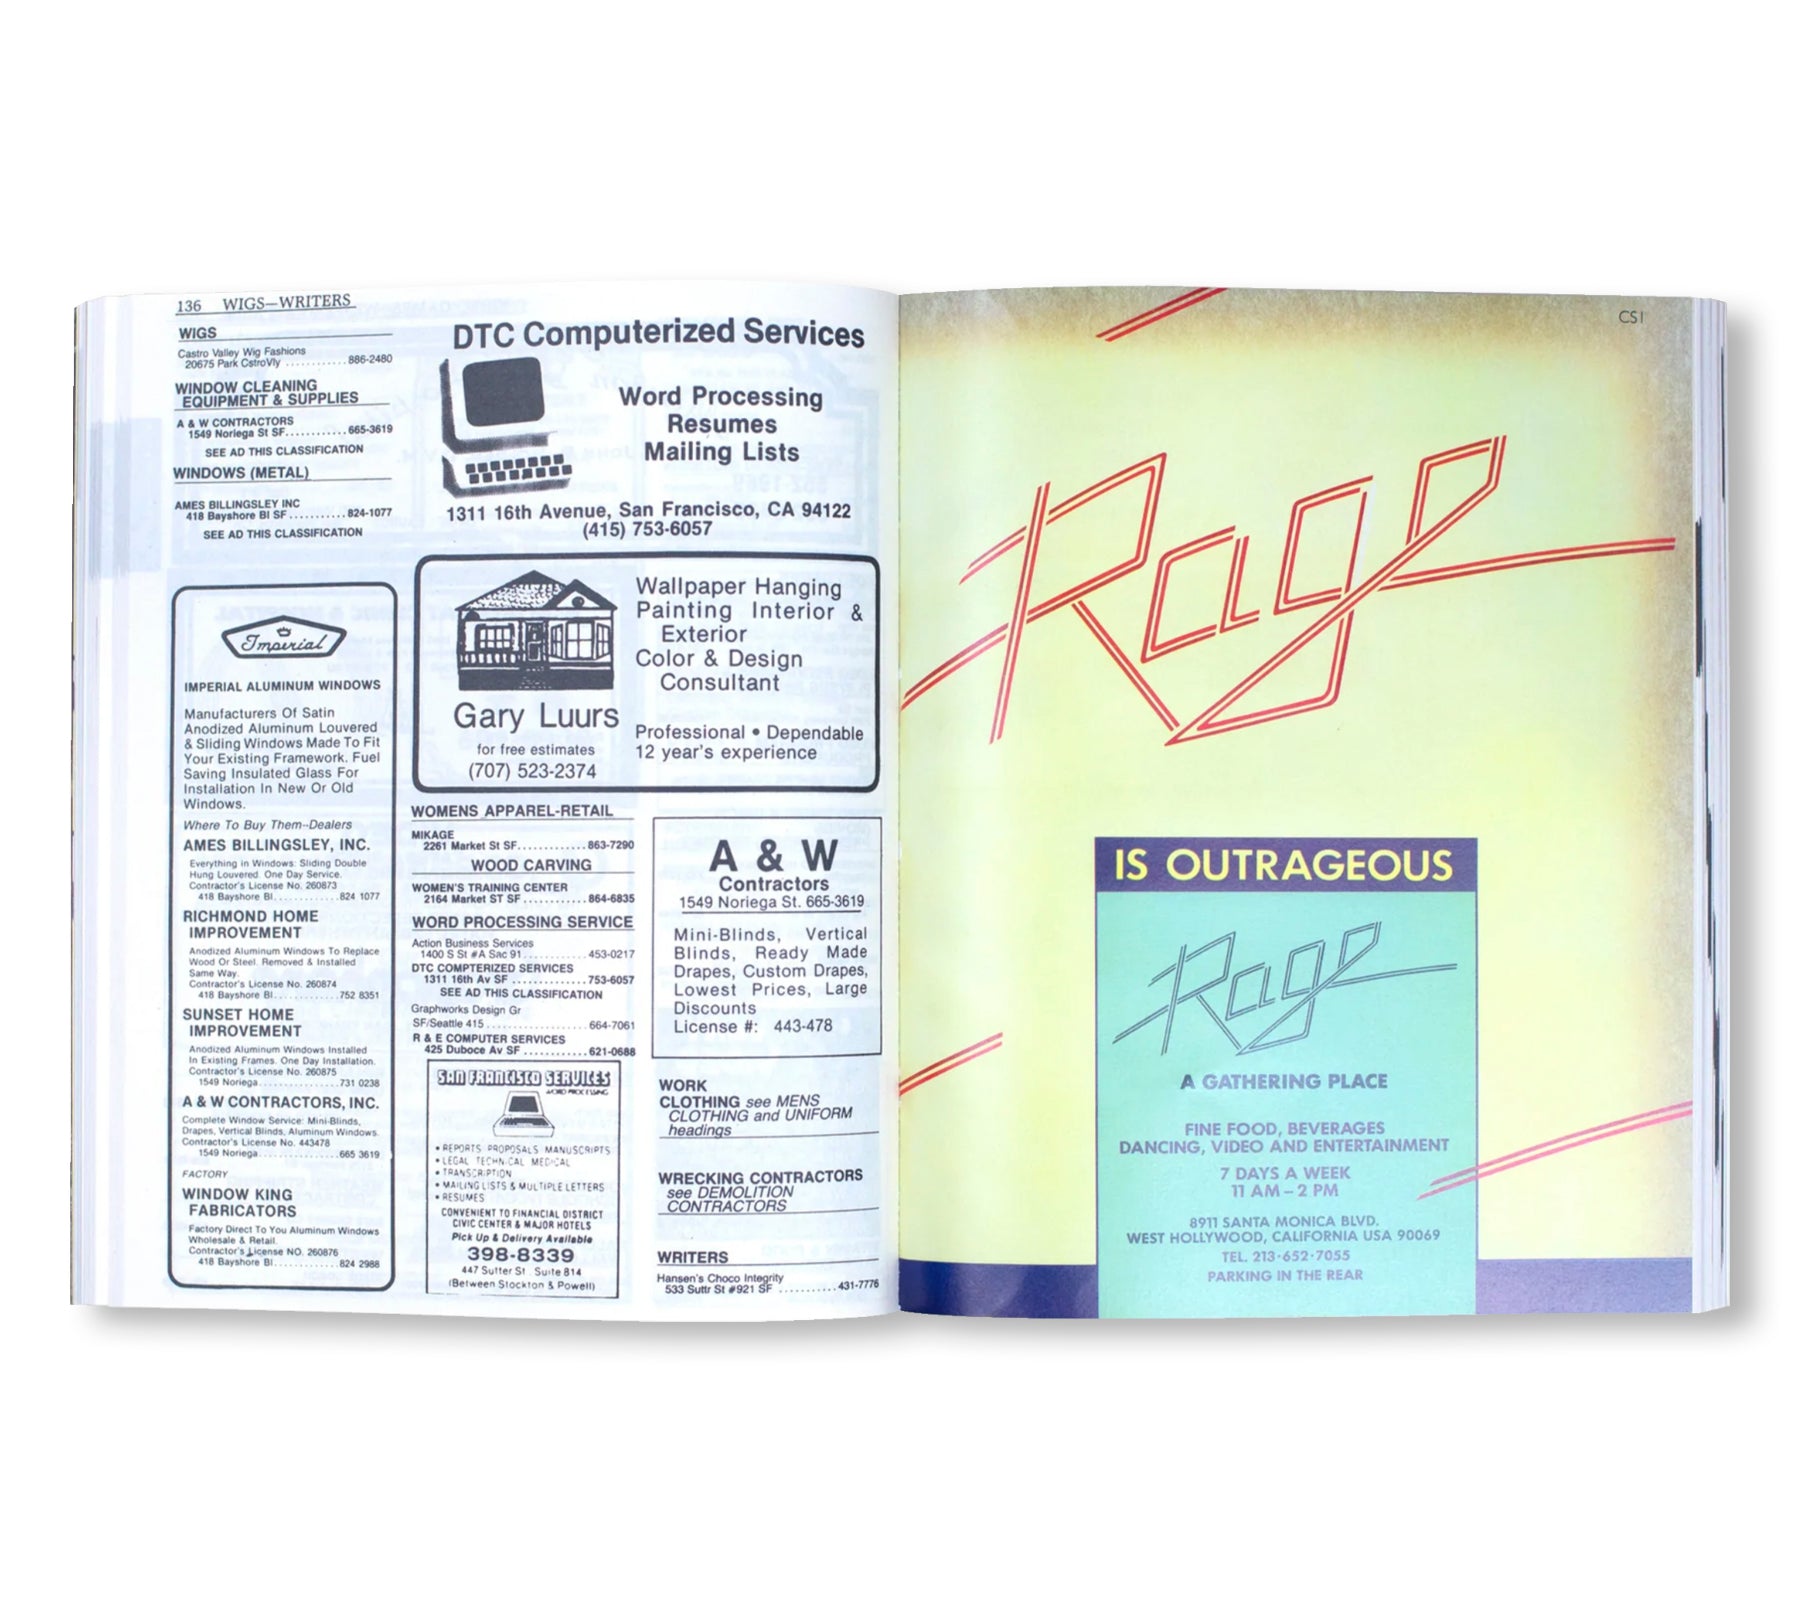 136 WIGS—WRITERS
WIGS
Castro Valley Wig Fashions
20675 Park CstroVly ............886-2480
WINDOW CLEANING
EQUIPMENT & SUPPLIES
A & W CONTRACTORS
1549 Noriega St SF............665-3619
SEE AD THIS CLASSIFICATION
WINDOWS (METAL)
AMES BILLINGSLEY INC
418 Bayshore Bl SF ...........824-1077
SEE AD THIS CLASSIFICATION
Imperial
IMPERIAL ALUMINUM WINDOWS
Manufacturers Of Satin
Anodized Aluminum Louvered
& Sliding Windows Made To Fit
Your Existing Framework. Fuel
Saving Insulated Glass For
Installation In New Or Old
Windows.
Where To Buy Them–Dealers
AMES BILLINGSLEY, INC.
Everything in Windows: Sliding Double
Hung Louvered. One Day Service.
Contractor's License No. 260873
418 Bayshore Bl...............824 1077
RICHMOND HOME
IMPROVEMENT
Anodized Aluminum Windows To Replace
Wood Or Steel. Removed & Installed
Same Way.
Contractor's License No. 260874
418 Bayshore Bl...............752 8351
SUNSET HOME
IMPROVEMENT
Anodized Aluminum Windows Installed
In Existing Frames. One Day Installation.
Contractor's License No. 260875
1549 Noriega..................731 0238
A & W CONTRACTORS, INC.
Complete Window Service: Mini-Blinds,
Drapes, Vertical Blinds, Aluminum Windows.
Contractor's License No. 443478
1549 Noriega..................665 3619
FACTORY
WINDOW KING
FABRICATORS
Factory Direct To You Aluminum Windows
Wholesale & Retail.
Contractor's License NO. 260876
418 Bayshore Bl...............824 2988
DTC Computerized Services
Word Processing
Resumes
Mailing Lists
1311 16th Avenue, San Francisco, CA 94122
(415) 753-6057
Wallpaper Hanging
Painting Interior &
Exterior
Color & Design
Consultant
Gary Luurs
for free estimates
(707) 523-2374
Professional • Dependable
12 year's experience
WOMENS APPAREL-RETAIL
MIKAGE
2261 Market St SF............863-7290
WOOD CARVING
WOMEN'S TRAINING CENTER
2164 Market ST SF ...........864-6835
WORD PROCESSING SERVICE
Action Business Services
1400 S St #A Sac 91...........453-0217
DTC COMPTERIZED SERVICES
1311 16th Av SF .............753-6057
SEE AD THIS CLASSIFICATION
Graphworks Design Gr
SF/Seattle 415 .................664-7061
R & E COMPUTER SERVICES
425 Duboce Av SF ...........621-0688
SAN FRANCISCO SERVICES
WORD PROCESSING
• REPORTS PROPOSALS MANUSCRIPTS
• LEGAL TECHNICAL MEDICAL
• TRANSCRIPTION
• MAILING LISTS & MULTIPLE LETTERS
• RESUMES
CONVENIENT TO FINANCIAL DISTRICT
CIVIC CENTER & MAJOR HOTELS
Pick Up & Delivery Available
398-8339
447 Sutter St Suite 814
(Between Stockton & Powell)
A & W
Contractors
1549 Noriega St. 665-3619
Mini-Blinds, Vertical
Blinds, Ready Made
Drapes, Custom Drapes,
Lowest Prices, Large
Discounts
License #: 443-478
WORK
CLOTHING see MENS
CLOTHING and UNIFORM
headings
WRECKING CONTRACTORS
see DEMOLITION
CONTRACTORS
WRITERS
Hansen's Choco Integrity
533 Suttr St #921 SF ..........431-7776
CS1
Rage
IS OUTRAGEOUS
Rage
A GATHERING PLACE
FINE FOOD, BEVERAGES
DANCING, VIDEO AND ENTERTAINMENT
7 DAYS A WEEK
11 AM – 2 PM
8911 SANTA MONICA BLVD.
WEST HOLLYWOOD, CALIFORNIA USA 90069
TEL. 213·652·7055
PARKING IN THE REAR